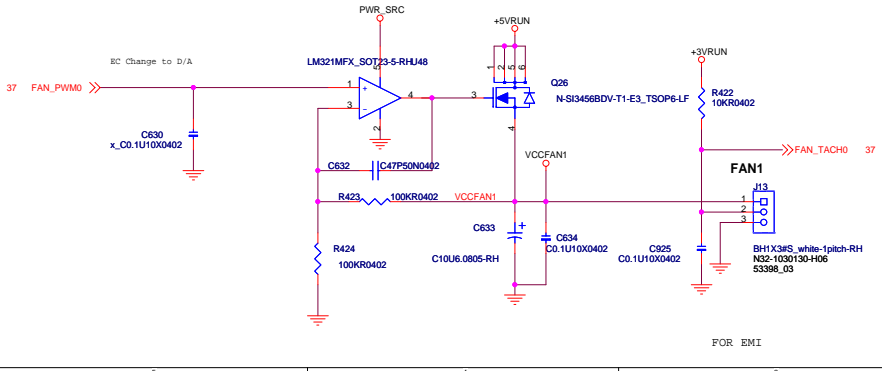 PWR_SRC
+5VRUN
EC Change to D/A
LM321MFX_SOT23-5-RHU48
+3VRUN
37 FAN_PWM0
1
5
4
3
2
1 2 5 6
Q26
N-SI3456BDV-T1-E3_TSOP6-LF
3
4
R422
10KR0402
C630
x_C0.1U10X0402
FAN_TACH0 37
C632
C47P50N0402
VCCFAN1
FAN1
J13
R423
100KR0402
VCCFAN1
1
2
3
C633
C634
C0.1U10X0402
C10U6.0805-RH
R424
100KR0402
C925
C0.1U10X0402
BH1X3#S_white-1pitch-RH
N32-1030130-H06
53398_03
FOR EMI